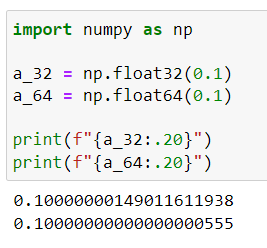 import numpy as np
a_32 = np.float32(0.1)
a_64 = np.float64(0.1)
print(f"{a_32:.20}")
print(f"{a_64:.20}")
0.10000000149011611938
0.10000000000000000555